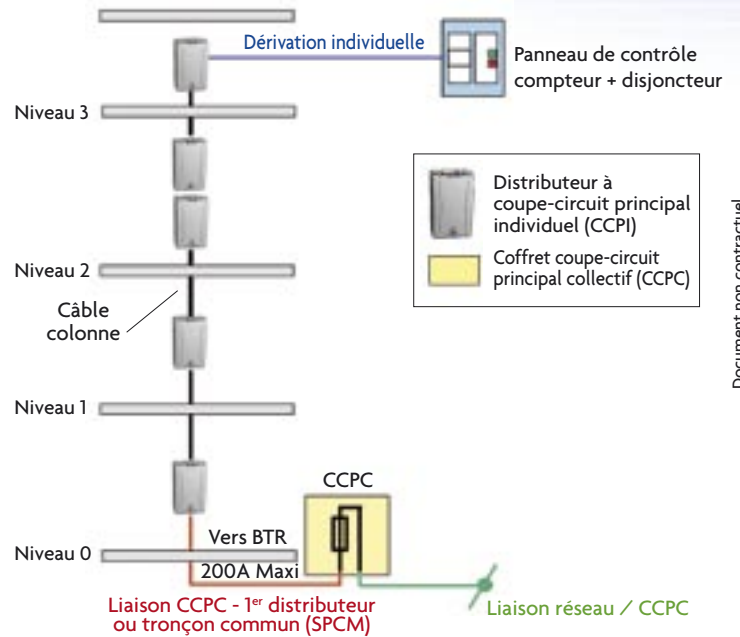 Dérivation individuelle
Panneau de contrôle
compteur + disjoncteur
Niveau 3
Distributeur à
coupe-circuit principal
individuel (CCPI)
Coffret coupe-circuit
principal collectif (CCPC)
Niveau 2
Câble
colonne
Niveau 1
CCPC
Vers BTR
Niveau 0
200A Maxi
Liaison CCPC - 1er distributeur
ou tronçon commun (SPCM)
Liaison réseau / CCPC
Document non contractuel